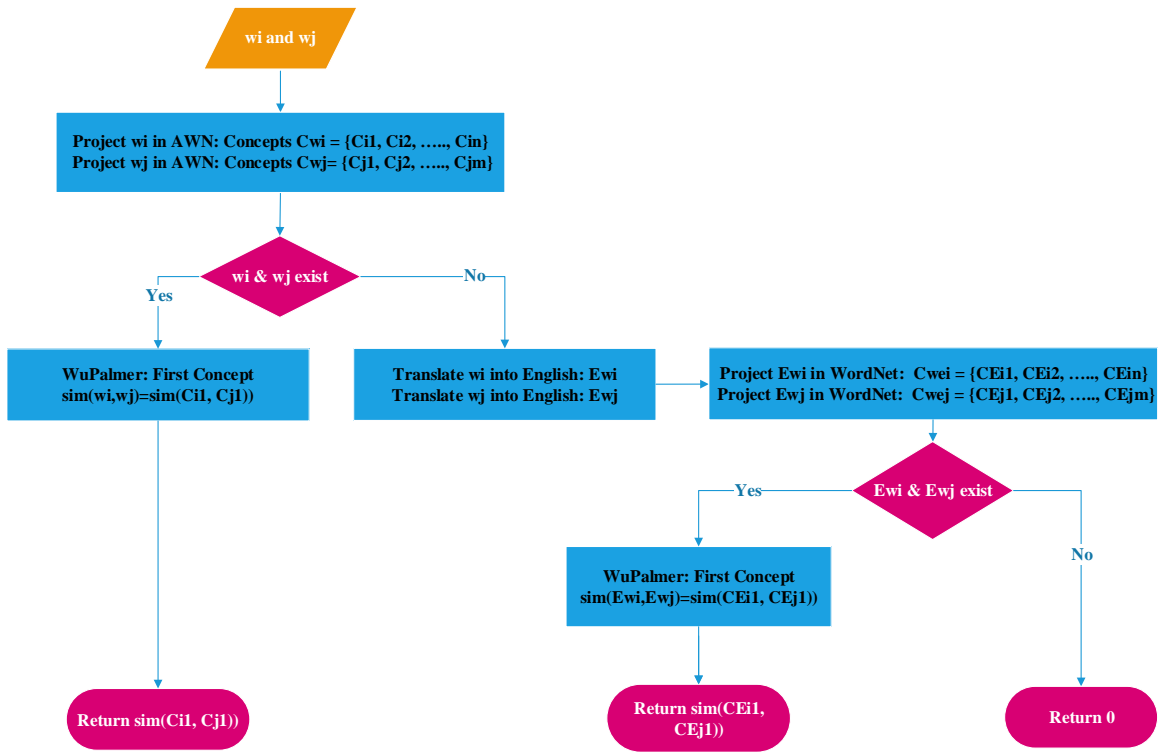 wi and wj
Project wi in AWN: Concepts Cwi = {Ci1, Ci2, ….., Cin}
Project wj in AWN: Concepts Cwj= {Cj1, Cj2, ….., Cjm}
wi & wj exist
Yes
No
WuPalmer: First Concept
sim(wi,wj)=sim(Ci1, Cj1))
Translate wi into English: Ewi
Translate wj into English: Ewj
Project Ewi in WordNet:  Cwei = {CEi1, CEi2, ….., CEin}
Project Ewj in WordNet:  Cwej = {CEj1, CEj2, ….., CEjm}
Ewi & Ewj exist
Yes
No
WuPalmer: First Concept
sim(Ewi,Ewj)=sim(CEi1, CEj1))
Return sim(Ci1, Cj1))
Return sim(CEi1,
CEj1))
Return 0